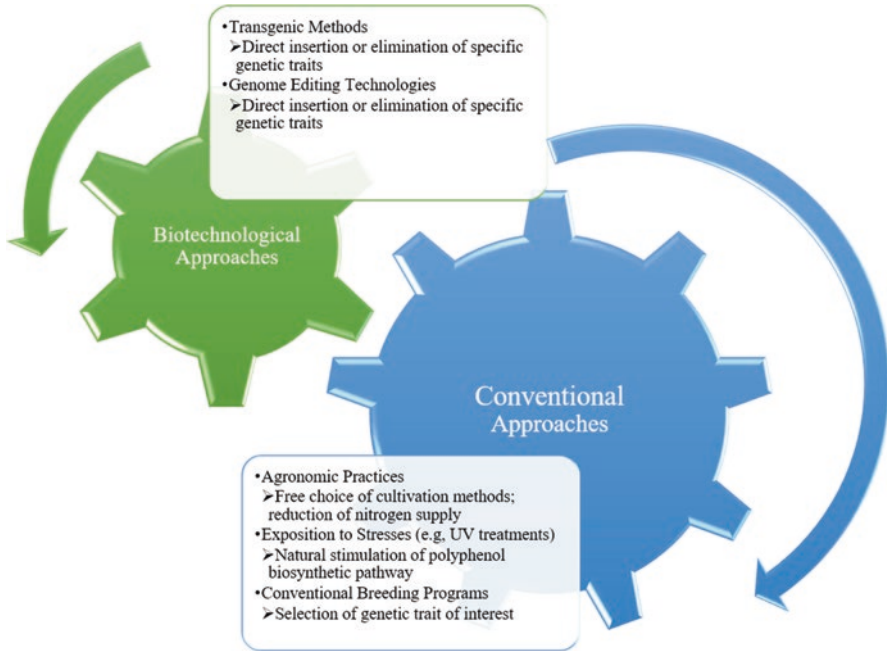 •Transgenic Methods
➢Direct insertion or elimination of specific
genetic traits
•Genome Editing Technologies
➢Direct insertion or elimination of specific
genetic traits
Biotechnological
Approaches
Conventional
Approaches
•Agronomic Practices
➢Free choice of cultivation methods;
reduction of nitrogen supply
•Exposition to Stresses (e.g, UV treatments)
➢Natural stimulation of polyphenol
biosynthetic pathway
•Conventional Breeding Programs
➢Selection of genetic trait of interest